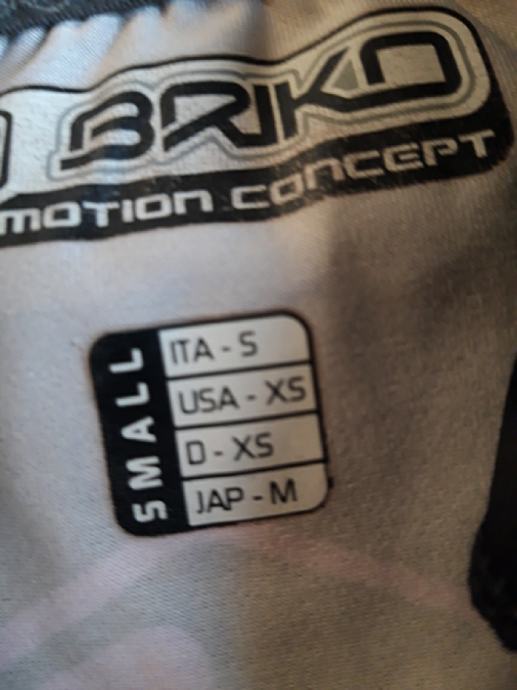 BRIKO
MOTION CONCEPT
SMALL
ITA - S
USA - XS
D - XS
JAP - M